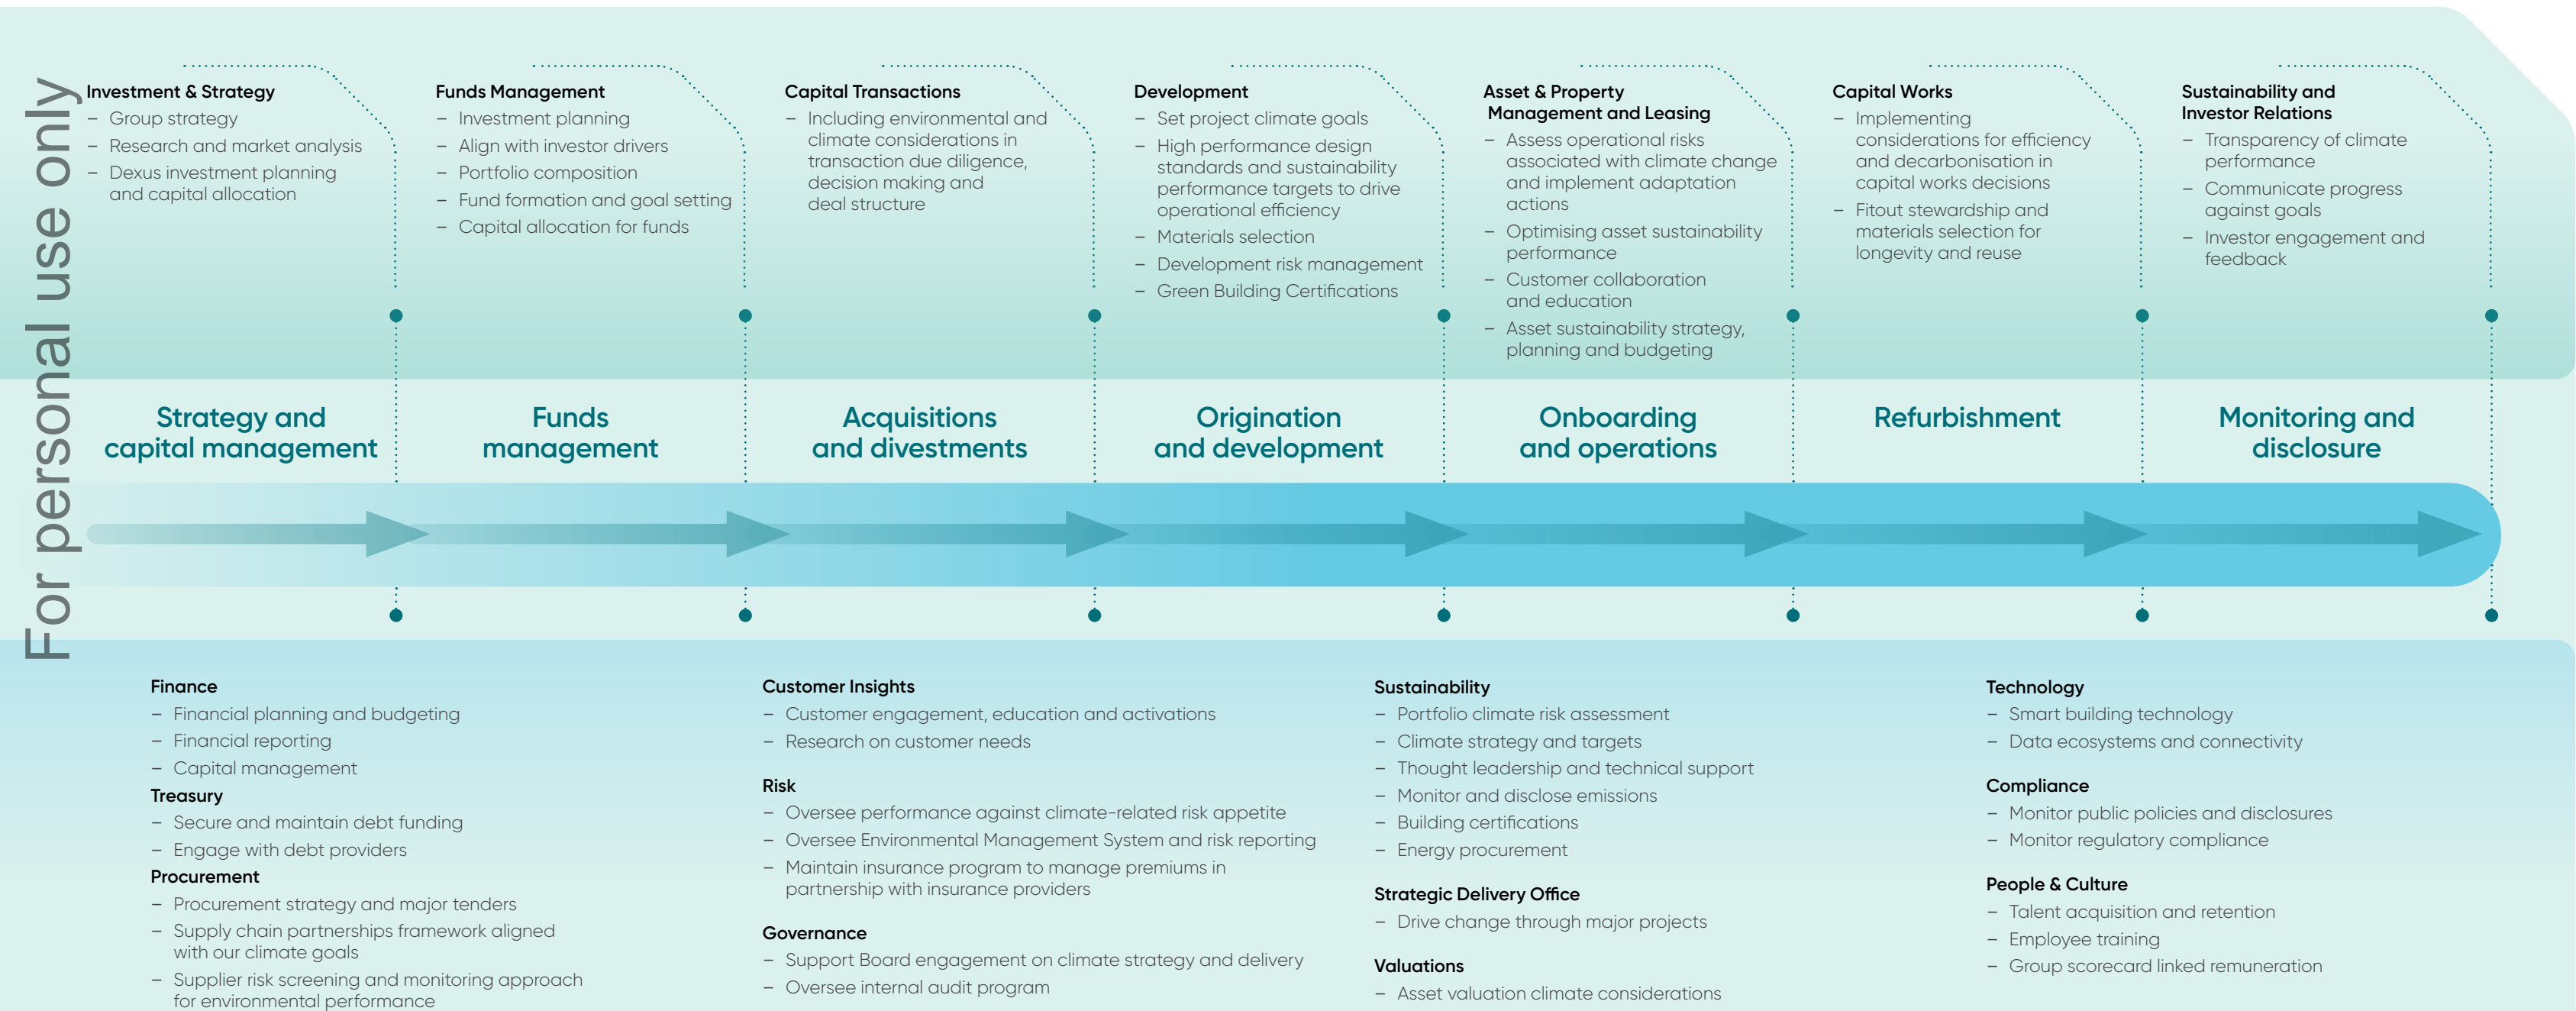 For personal use only
Investment & Strategy
– Group strategy
– Research and market analysis
– Dexus investment planning
and capital allocation
Funds Management
– Investment planning
– Align with investor drivers
– Portfolio composition
– Fund formation and goal setting
– Capital allocation for funds
Capital Transactions
– Including environmental and
climate considerations in
transaction due diligence,
decision making and
deal structure
Development
– Set project climate goals
– High performance design
standards and sustainability
performance targets to drive
operational efficiency
– Materials selection
– Development risk management
– Green Building Certifications
Asset & Property
Management and Leasing
– Assess operational risks
associated with climate change
and implement adaptation
actions
– Optimising asset sustainability
performance
– Customer collaboration
and education
– Asset sustainability strategy,
planning and budgeting
Capital Works
– Implementing
considerations for efficiency
and decarbonisation in
capital works decisions
– Fitout stewardship and
materials selection for
longevity and reuse
Sustainability and
Investor Relations
– Transparency of climate
performance
– Communicate progress
against goals
– Investor engagement and
feedback
Strategy and
capital management
Funds
management
Acquisitions
and divestments
Origination
and development
Onboarding
and operations
Refurbishment
Monitoring and
disclosure
Finance
– Financial planning and budgeting
– Financial reporting
– Capital management
Treasury
– Secure and maintain debt funding
– Engage with debt providers
Procurement
– Procurement strategy and major tenders
– Supply chain partnerships framework aligned
with our climate goals
– Supplier risk screening and monitoring approach
for environmental performance
Customer Insights
– Customer engagement, education and activations
– Research on customer needs
Risk
– Oversee performance against climate-related risk appetite
– Oversee Environmental Management System and risk reporting
– Maintain insurance program to manage premiums in
partnership with insurance providers
Governance
– Support Board engagement on climate strategy and delivery
– Oversee internal audit program
Sustainability
– Portfolio climate risk assessment
– Climate strategy and targets
– Thought leadership and technical support
– Monitor and disclose emissions
– Building certifications
– Energy procurement
Strategic Delivery Office
– Drive change through major projects
Valuations
– Asset valuation climate considerations
Technology
– Smart building technology
– Data ecosystems and connectivity
Compliance
– Monitor public policies and disclosures
– Monitor regulatory compliance
People & Culture
– Talent acquisition and retention
– Employee training
– Group scorecard linked remuneration